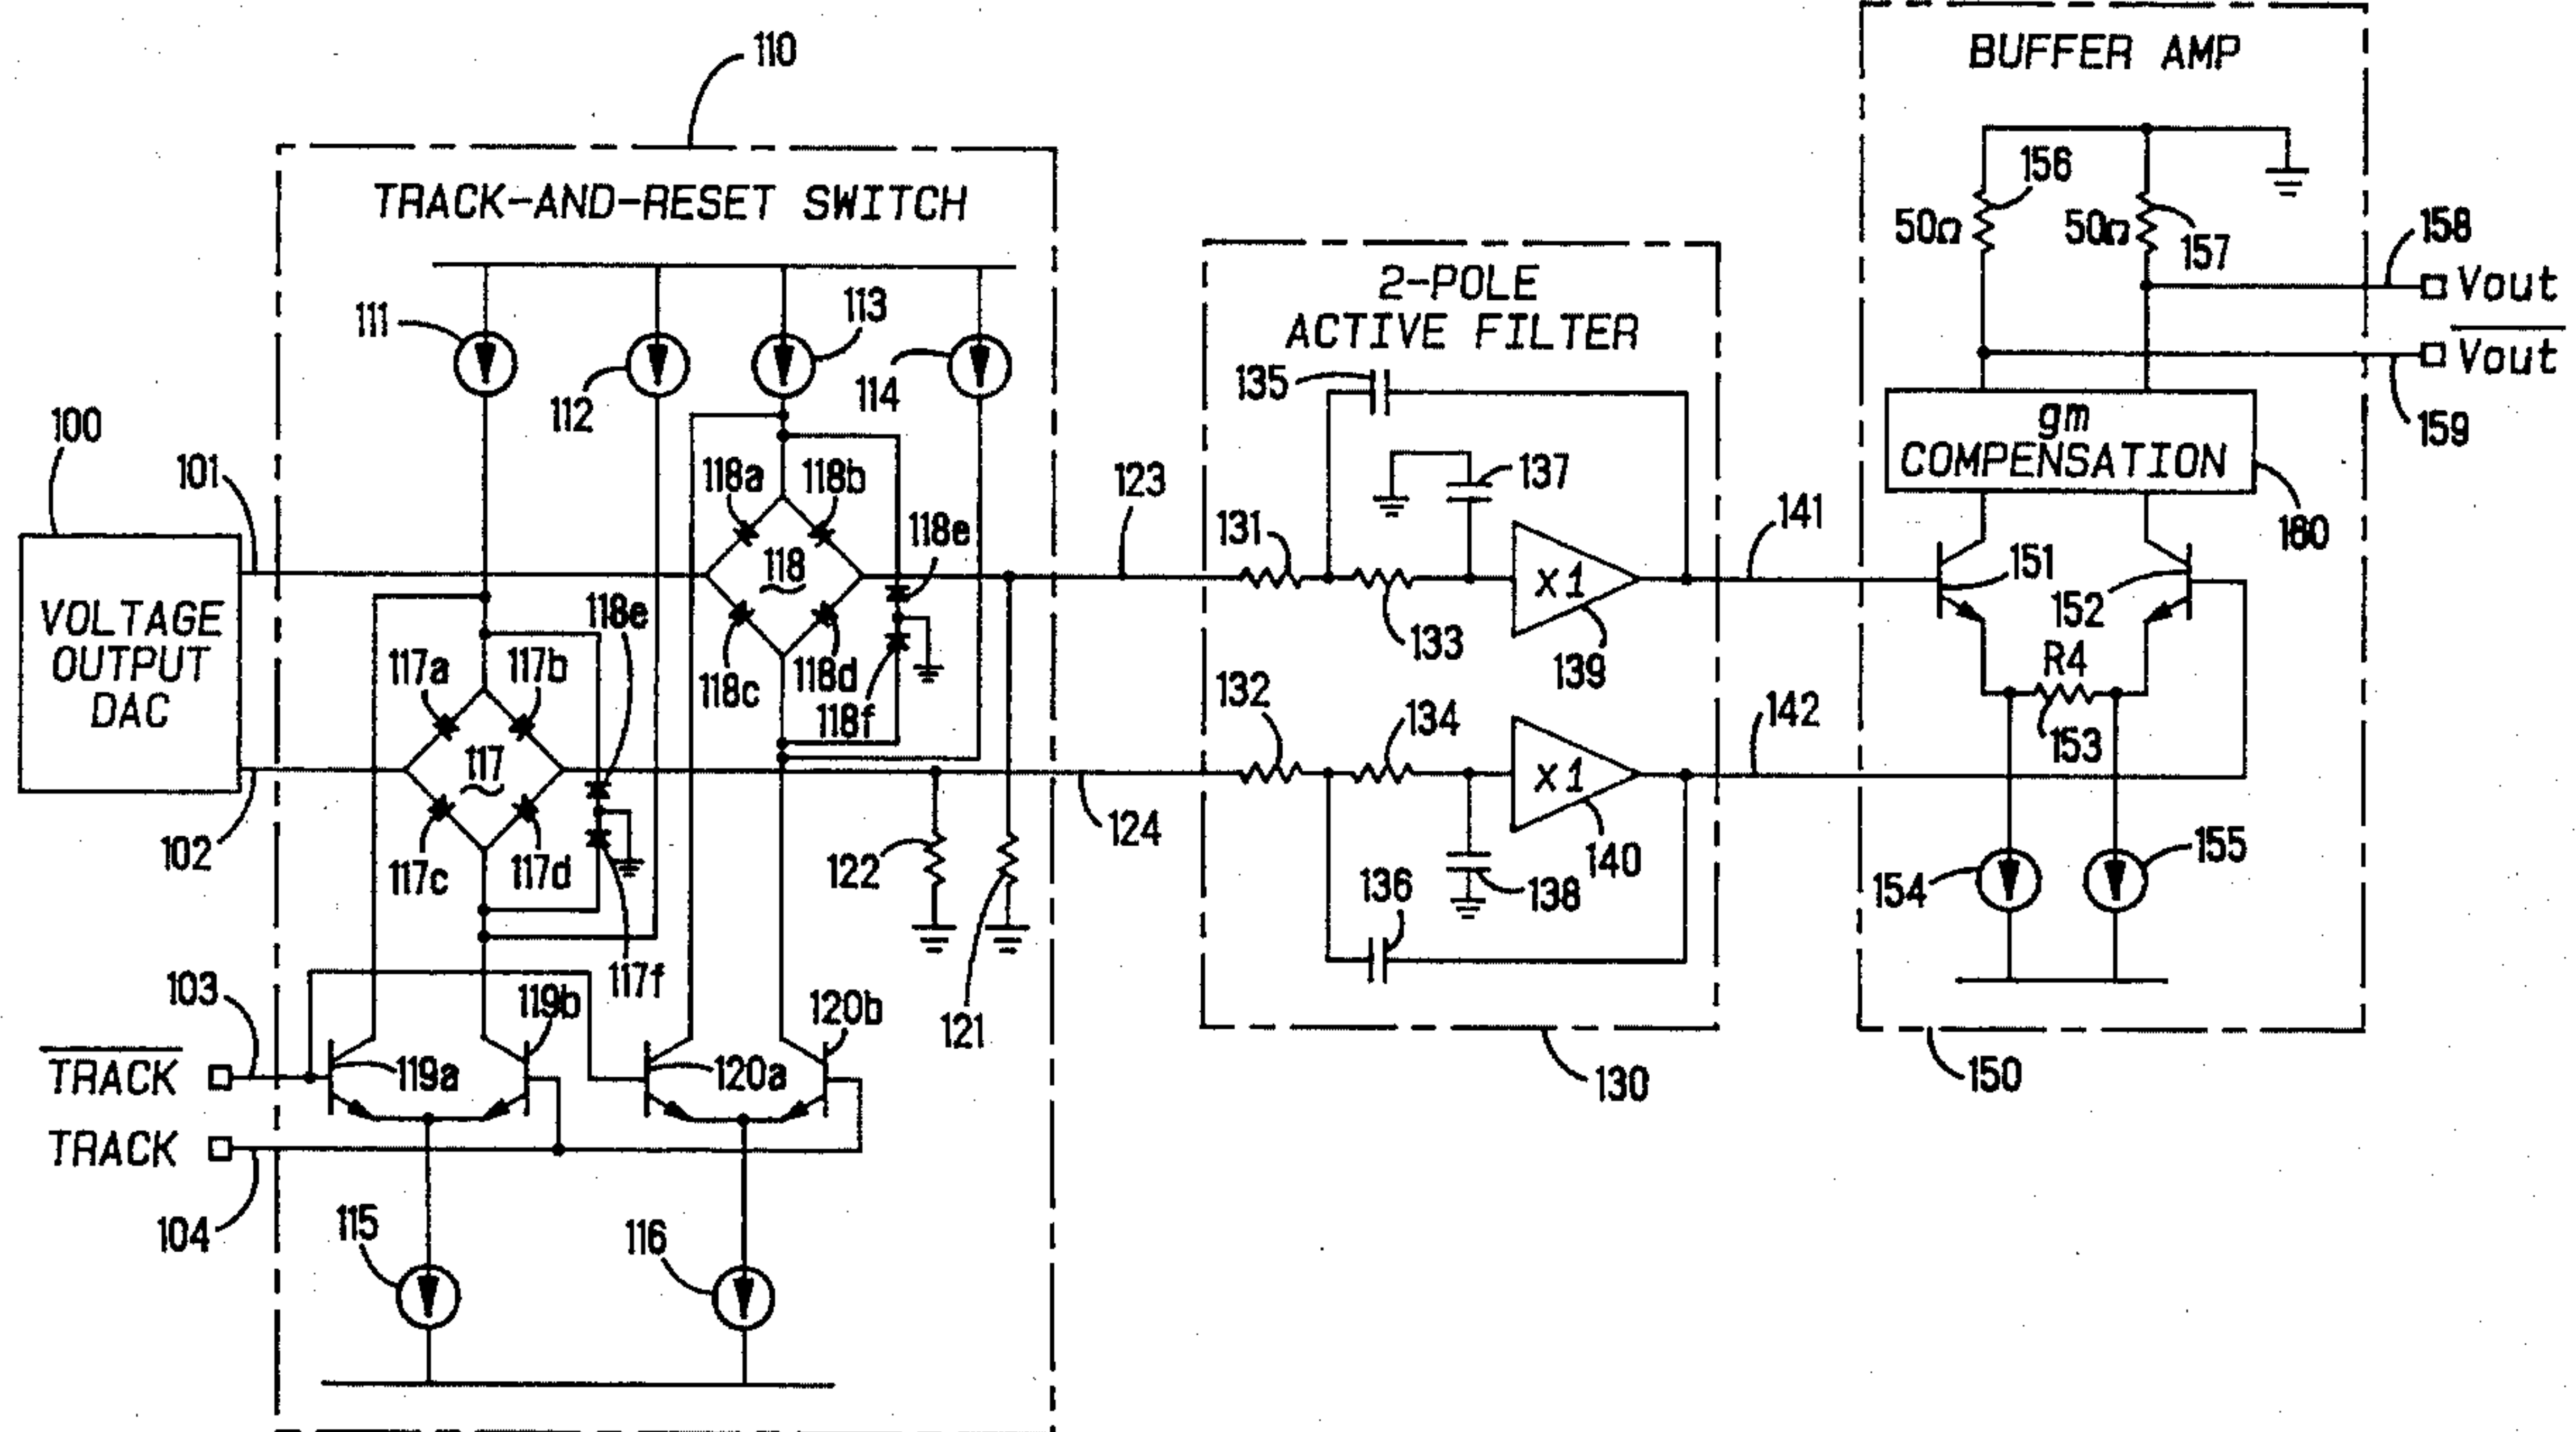 110
BUFFER AMP
TRACK-AND-RESET SWITCH
156
50Ω
50Ω
157
158
Vout
Vout
159
2-POLE
ACTIVE FILTER
111
112
113
114
135
100
101
118a
118b
118
118c
118d
118e
118f
123
137
131
133
X1
139
141
gm
COMPENSATION
160
151
152
R4
153
VOLTAGE
OUTPUT
DAC
118e
117a
117b
117
117c
117d
117f
102
122
121
124
132
134
X1
140
142
136
138
154
155
103
119b
120b
TRACK
119a
120a
TRACK
104
130
150
115
116